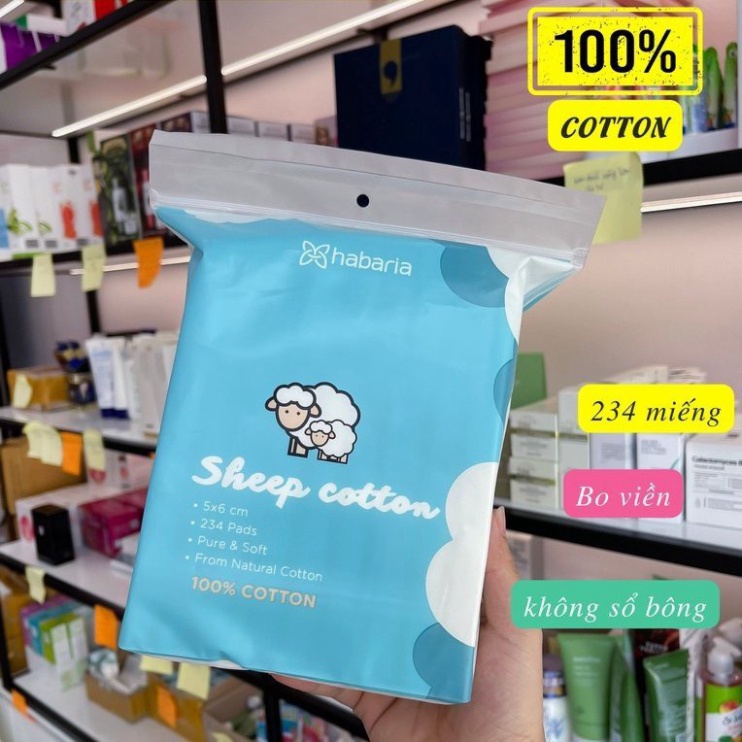 100%
COTTON
habaria
Sheep cotton
• 5x6 cm
• 234 Pads
• Pure & Soft
• From Natural Cotton
100% COTTON
234 miếng
Bo viền
không sổ bông